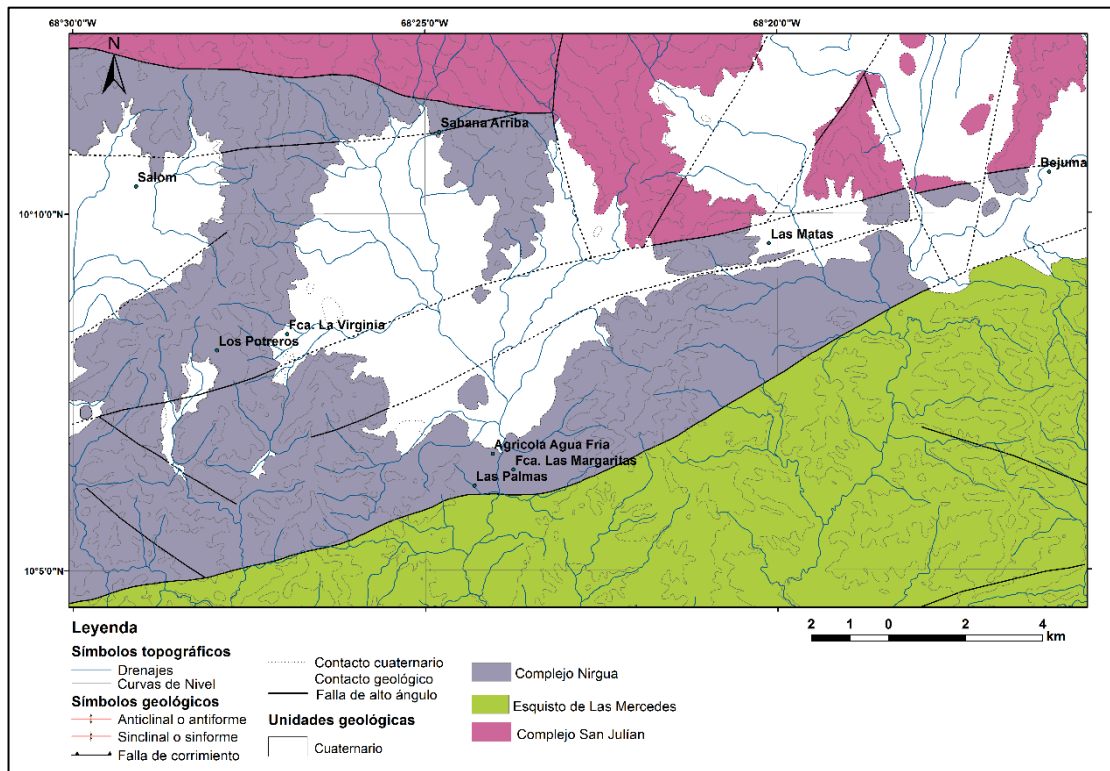 68°30'0"W
68°25'0"W
68°20'0"W
N
Sabana Arriba
Bejuma
Salom
10°10'0"N
Las Matas
Fca. La Virginia
Los Potreros
Agrícola Agua Fría
Fca. Las Margaritas
Las Palmas
10°5'0"N
Leyenda
Símbolos topográficos
Drenajes
Curvas de Nivel
Símbolos geológicos
Anticlinal o antiforme
Sinclinal o sinforme
Falla de corrimiento
Contacto cuaternario
Contacto geológico
Falla de alto ángulo
Unidades geológicas
Cuaternario
Complejo Nirgua
Esquisto de Las Mercedes
Complejo San Julían
2 1 0 2 4
km